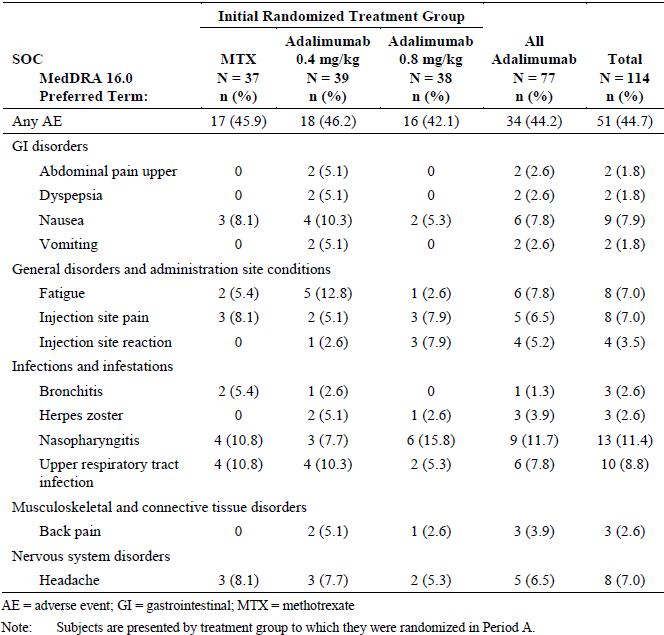 Initial Randomized Treatment Group
SOC
MedDRA 16.0
Preferred Term:
MTX
N = 37
n (%)
Adalimumab
0.4 mg/kg
N = 39
n (%)
Adalimumab
0.8 mg/kg
N = 38
n (%)
All
Adalimumab
N = 77
n (%)
Total
N = 114
n (%)
Any AE 17 (45.9) 18 (46.2) 16 (42.1) 34 (44.2) 51 (44.7)
GI disorders
Abdominal pain upper 0 2 (5.1) 0 2 (2.6) 2 (1.8)
Dyspepsia 0 2 (5.1) 0 2 (2.6) 2 (1.8)
Nausea 3 (8.1) 4 (10.3) 2 (5.3) 6 (7.8) 9 (7.9)
Vomiting 0 2 (5.1) 0 2 (2.6) 2 (1.8)
General disorders and administration site conditions
Fatigue 2 (5.4) 5 (12.8) 1 (2.6) 6 (7.8) 8 (7.0)
Injection site pain 3 (8.1) 2 (5.1) 3 (7.9) 5 (6.5) 8 (7.0)
Injection site reaction 0 1 (2.6) 3 (7.9) 4 (5.2) 4 (3.5)
Infections and infestations
Bronchitis 2 (5.4) 1 (2.6) 0 1 (1.3) 3 (2.6)
Herpes zoster 0 2 (5.1) 1 (2.6) 3 (3.9) 3 (2.6)
Nasopharyngitis 4 (10.8) 3 (7.7) 6 (15.8) 9 (11.7) 13 (11.4)
Upper respiratory tract 4 (10.8) 4 (10.3) 2 (5.3) 6 (7.8) 10 (8.8)
infection
Musculoskeletal and connective tissue disorders
Back pain 0 2 (5.1) 1 (2.6) 3 (3.9) 3 (2.6)
Nervous system disorders
Headache 3 (8.1) 3 (7.7) 2 (5.3) 5 (6.5) 8 (7.0)
AE = adverse event; GI = gastrointestinal; MTX = methotrexate
Note: Subjects are presented by treatment group to which they were randomized in Period A.